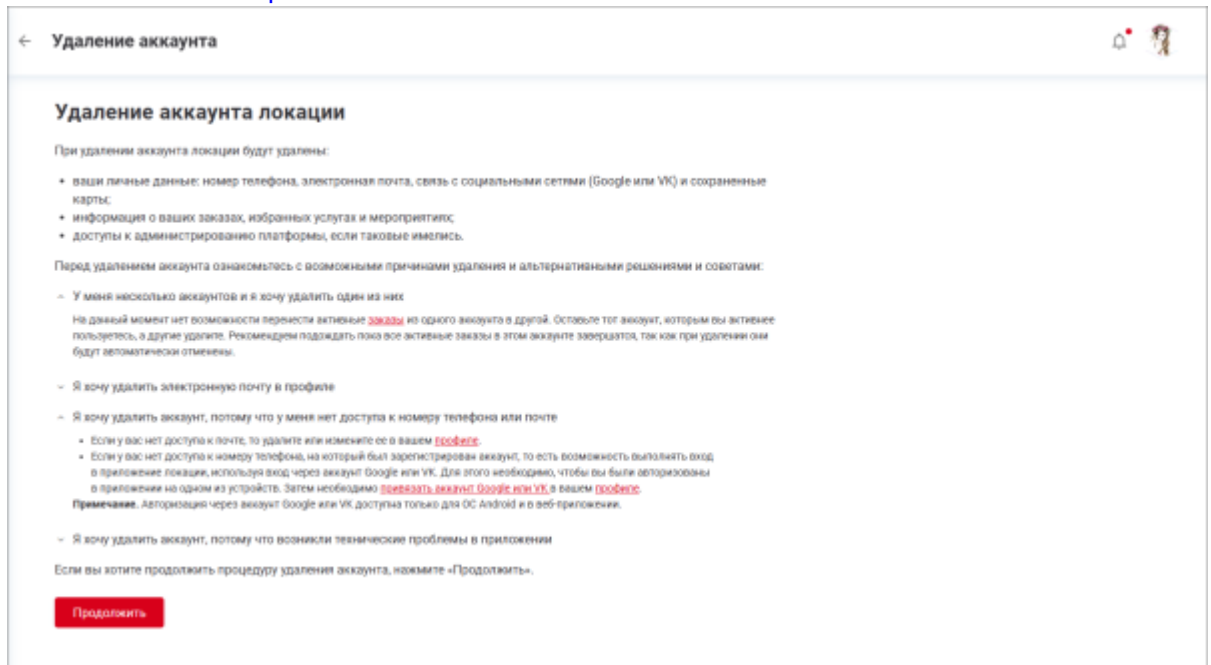 Удаление аккаунта
Удаление аккаунта локации
При удалении аккаунта локации будут удалены:
• ваши личные данные: номер телефона, электронная почта, связь с социальными сетями (Google или VK) и сохраненные
карты;
• информация о ваших заказах, избранных услугах и мероприятиях;
• доступы к администрированию платформы, если таковые имелись.
Перед удалением аккаунта ознакомьтесь с возможными причинами удаления и альтернативными решениями и советами:
У меня несколько аккаунтов и я хочу удалить один из них
На данный момент нет возможности перенести активные заказы из одного аккаунта в другой. Оставьте тот аккаунт, которым вы активнее
пользуетесь, а другие удалите. Рекомендуем подождать пока все активные заказы в этом аккаунте завершатся, так как при удалении они
будут автоматически отменены.
Я хочу удалить электронную почту в профиле
Я хочу удалить аккаунт, потому что у меня нет доступа к номеру телефона или почте
• Если у вас нет доступа к почте, то удалите или измените ее в вашем профиле.
• Если у вас нет доступа к номеру телефона, на который был зарегистрирован аккаунт, то есть возможность выполнять вход
в приложение локации, используя вход через аккаунт Google или VK. Для этого необходимо, чтобы вы были авторизованы
в приложении на одном из устройств. Затем необходимо привязать аккаунт Google или VK в вашем профиле.
Примечание. Авторизация через аккаунт Google или VK доступна только для ОС Android и в веб-приложении.
Я хочу удалить аккаунт, потому что возникли технические проблемы в приложении
Если вы хотите продолжить процедуру удаления аккаунта, нажмите «Продолжить».
Продолжить